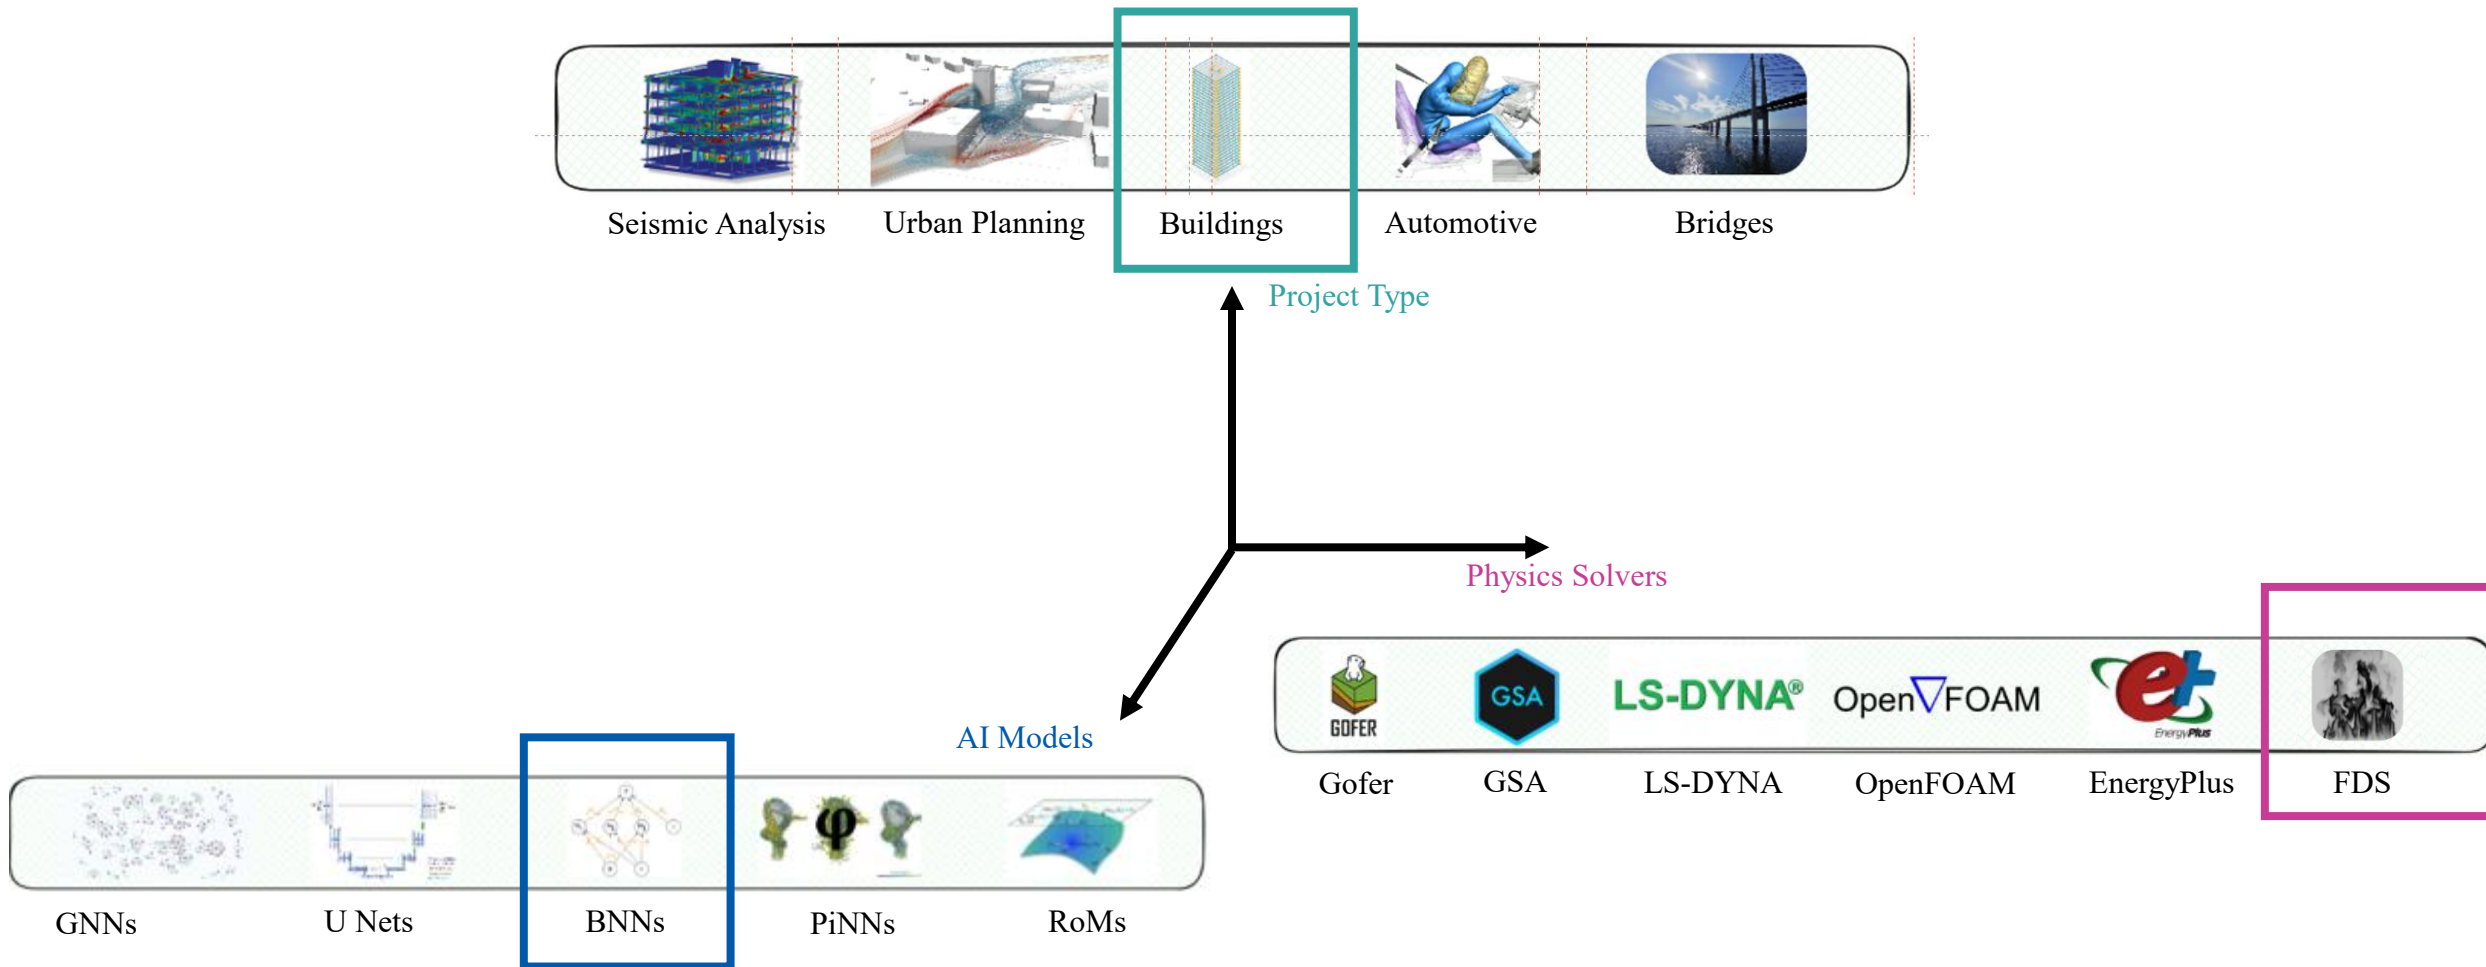 Seismic Analysis
Urban Planning
Buildings
Automotive
Bridges
Project Type
Physics Solvers
AI Models
GOFER
GSA
LS-DYNA®
Open∇FOAM
e+
EnergyPlus
Gofer
GSA
LS-DYNA
OpenFOAM
EnergyPlus
FDS
φ
GNNs
U Nets
BNNs
PiNNs
RoMs